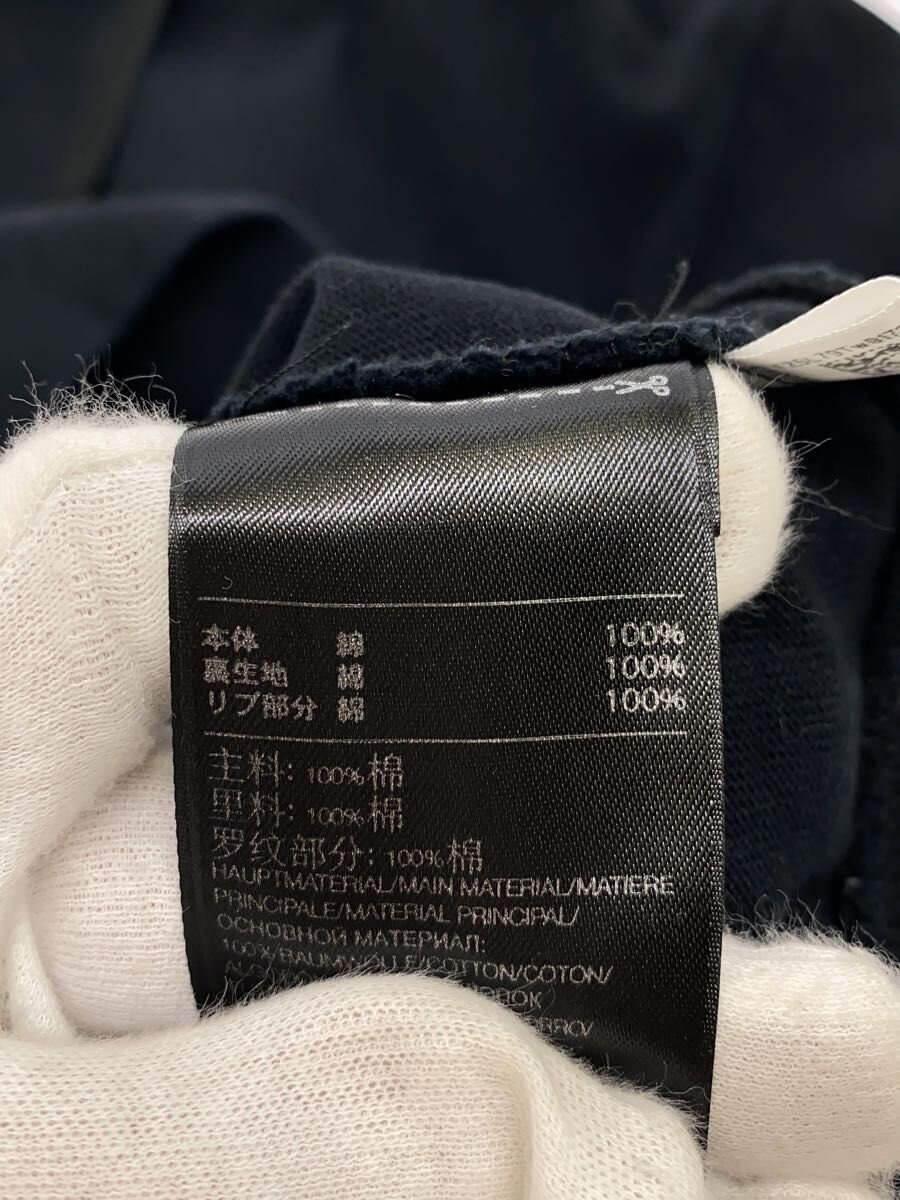 本体 綿 100%
裏生地 綿 100%
リブ部分 綿 100%
主料: 100%棉
里料: 100%棉
罗纹部分: 100%棉
HAUPTMATERIAL/MAIN MATERIAL/MATIERE
PRINCIPALE/MATERIAL PRINCIPAL/
ОСНОВНОЙ МАТЕРИАЛ:
100%/BAUMWOLLE/COTTON/COTON/